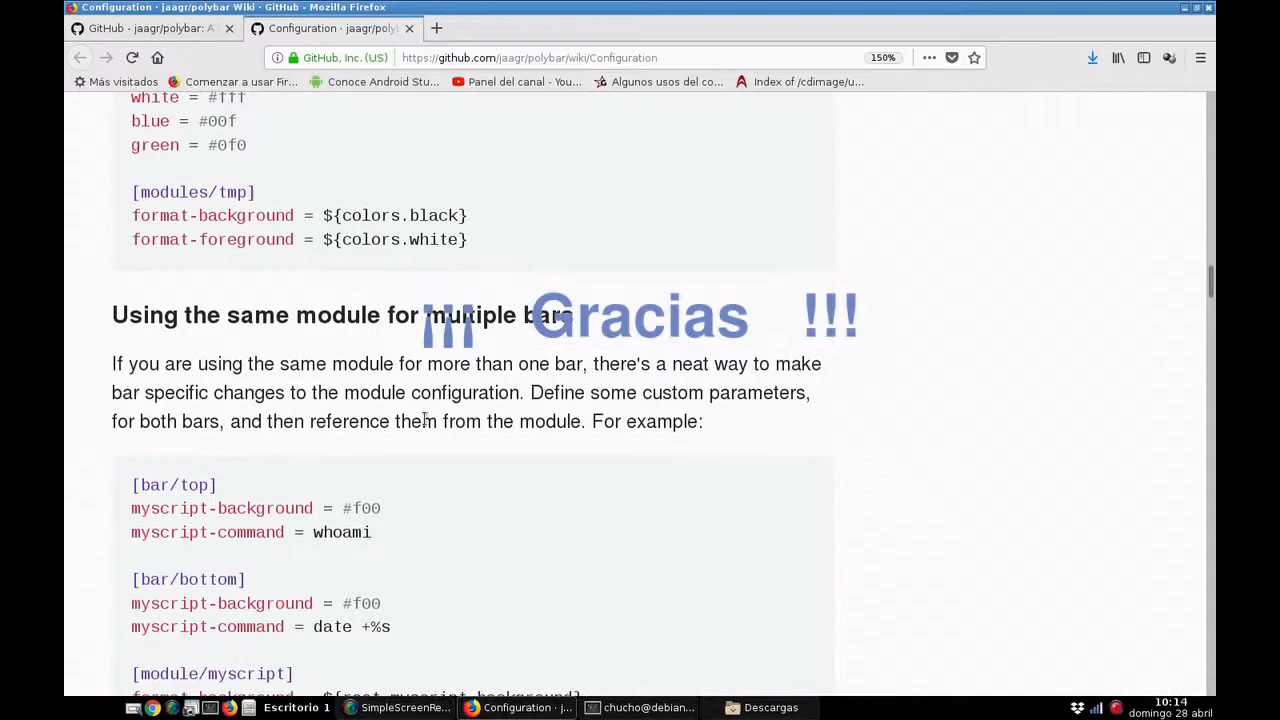 Configuration · jaagr/polybar Wiki · GitHub - Mozilla Firefox
GitHub - jaagr/polybar: A
Configuration · jaagr/poly
GitHub, Inc. (US)
https://github.com/jaagr/polybar/wiki/Configuration
150%
Más visitados
Comenzar a usar Fir...
Conoce Android Stu...
Panel del canal - You...
Algunos usos del co...
Index of /cdimage/u...
white = #fff
blue = #00f
green = #0f0
[modules/tmp]
format-background = ${colors.black}
format-foreground = ${colors.white}
Using the same module for multiple bars
¡¡¡ Gracias !!!
If you are using the same module for more than one bar, there's a neat way to make
bar specific changes to the module configuration. Define some custom parameters,
for both bars, and then reference them from the module. For example:
[bar/top]
myscript-background = #f00
myscript-command = whoami
[bar/bottom]
myscript-background = #f00
myscript-command = date +%s
[module/myscript]
format-background = ${root.myscript-background}
Escritorio 1
SimpleScreenRe...
Configuration · j...
chucho@debian...
Descargas
10:14
domingo 28 abril